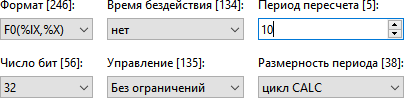 Формат [246]: Время бездействия [134]: Период пересчета [5]:
F0(%IX,%X) нет 10
Число бит [56]: Управление [135]: Размерность периода [38]:
32 Без ограничений цикл CALC